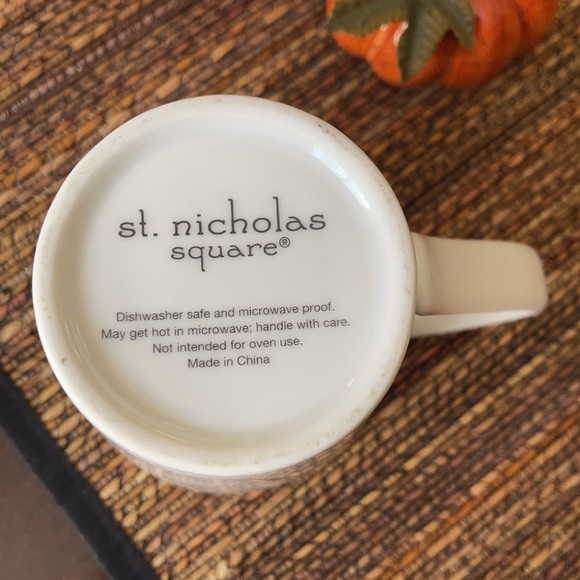 st. nicholas
square®
Dishwasher safe and microwave proof.
May get hot in microwave; handle with care.
Not intended for oven use.
Made in China